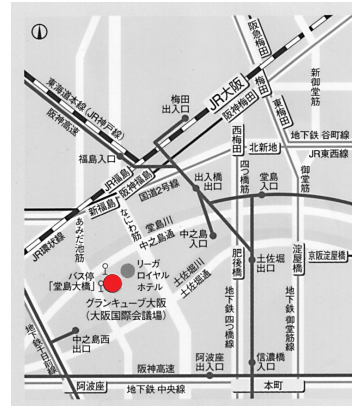 阪急梅田
新御堂筋
JR大阪
梅田
阪神梅田
東梅田
梅田
出入口
東海道本線(JR神戸線)
阪神高速
地下鉄 谷町線
西梅田
北新地
JR東西線
福島入口
JR福島
阪神福島
新福島
国道2号線
出入橋
出口
四つ橋筋
堂島
入口
御堂筋
JR環状線
あみだ池筋
なにわ筋
堂島川
中之島通
中之島
入口
肥後橋
淀屋橋
京阪淀屋橋
バス停
「堂島大橋」
リーガ
ロイヤル
ホテル
土佐堀川
土佐堀通
土佐堀
出口
グランキューブ大阪
(大阪国際会議場)
地下鉄 四つ橋線
地下鉄 御堂筋線
地下鉄千日前線
中之島西
出口
阪神高速
阿波座
出入口
信濃橋
入口
阿波座
地下鉄 中央線
本町